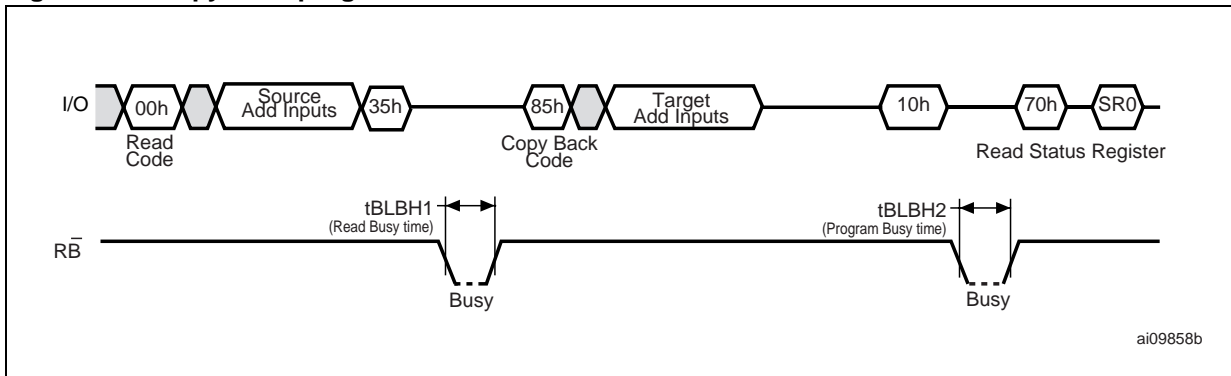 I/O
00h
Source
Add Inputs
35h
85h
Target
Add Inputs
10h
70h
SR0
Read
Code
Copy Back
Code
Read Status Register
tBLBH1
(Read Busy time)
tBLBH2
(Program Busy time)
RB̅
Busy
Busy
ai09858b